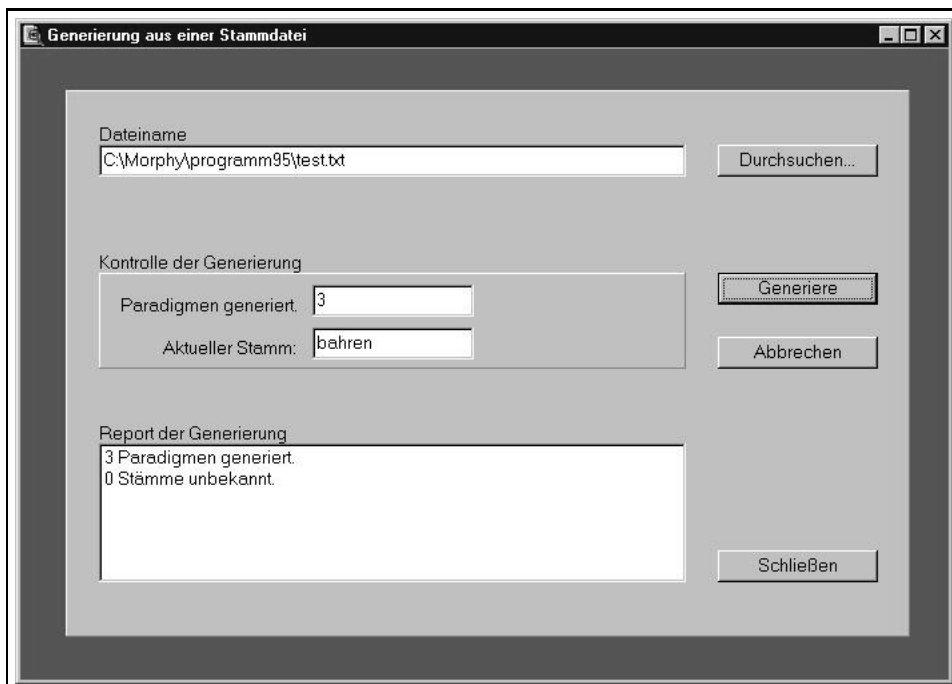 Generierung aus einer Stammdatei
Dateiname
C:\Morphy\programm95\test.txt
Durchsuchen...
Kontrolle der Generierung
Paradigmen generiert.
3
Generiere
Aktueller Stamm:
bahren
Abbrechen
Report der Generierung
3 Paradigmen generiert.
0 Stämme unbekannt.
Schließen